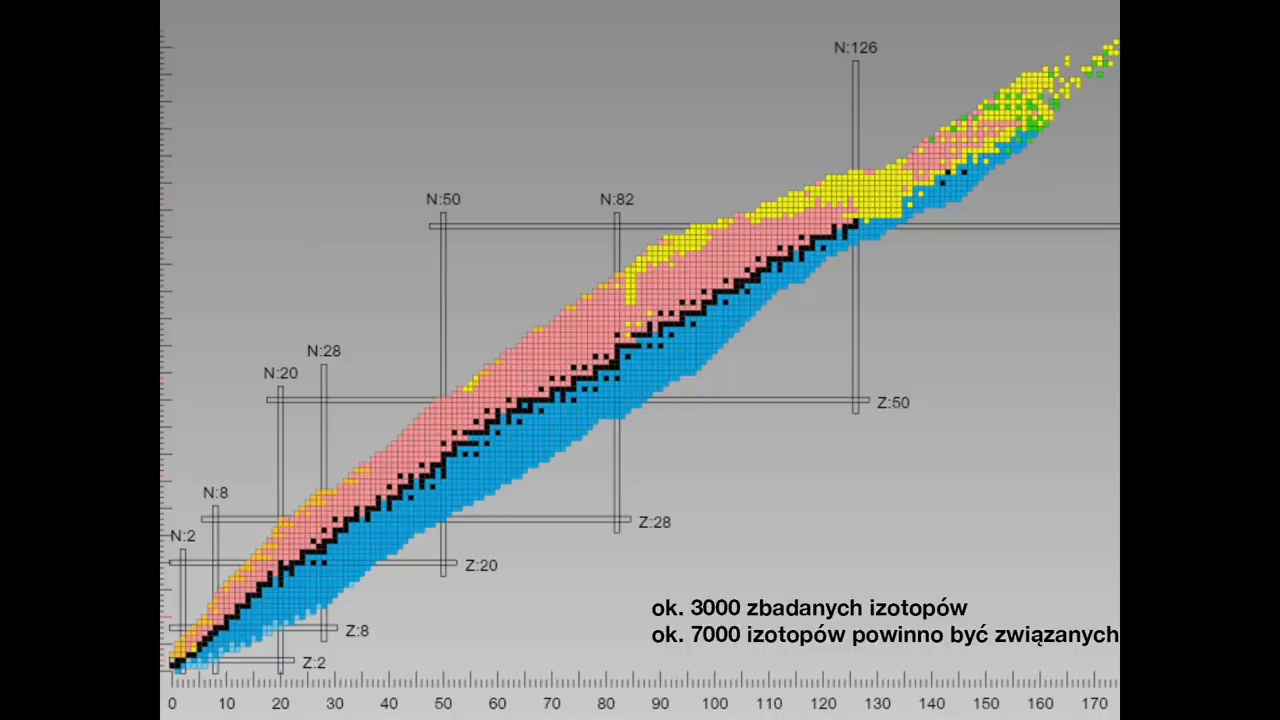 N:126
N:50
N:82
N:28
N:20
Z:50
N:8
Z:28
N:2
Z:20
ok. 3000 zbadanych izotopów
ok. 7000 izotopów powinno być związanych
Z:8
Z:2
0 10 20 30 40 50 60 70 80 90 100 110 120 130 140 150 160 170